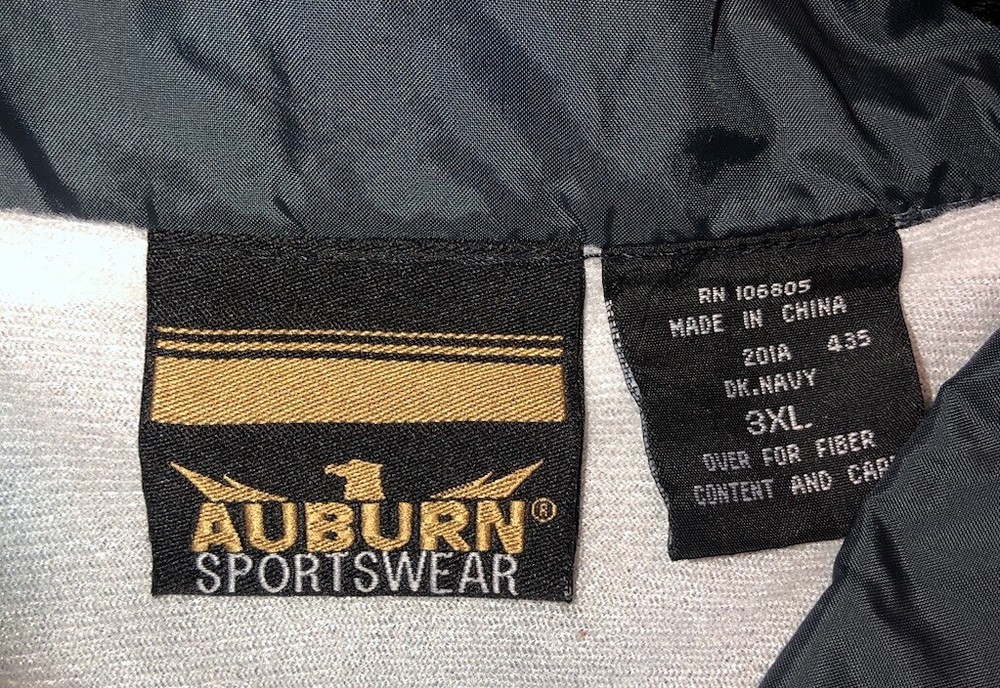 AUBURN®
SPORTSWEAR
RN 106805
MADE IN CHINA
201A 435
DK.NAVY
3XL
OVER FOR FIBER
CONTENT AND